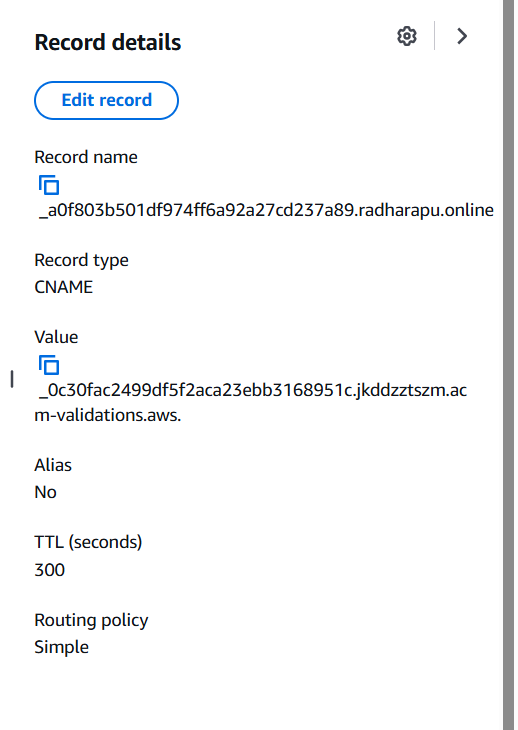 Record details
Edit record
Record name
_a0f803b501df974ff6a92a27cd237a89.radharapu.online
Record type
CNAME
Value
_0c30fac2499df5f2aca23ebb3168951c.jkddzztszm.ac
m-validations.aws.
Alias
No
TTL (seconds)
300
Routing policy
Simple